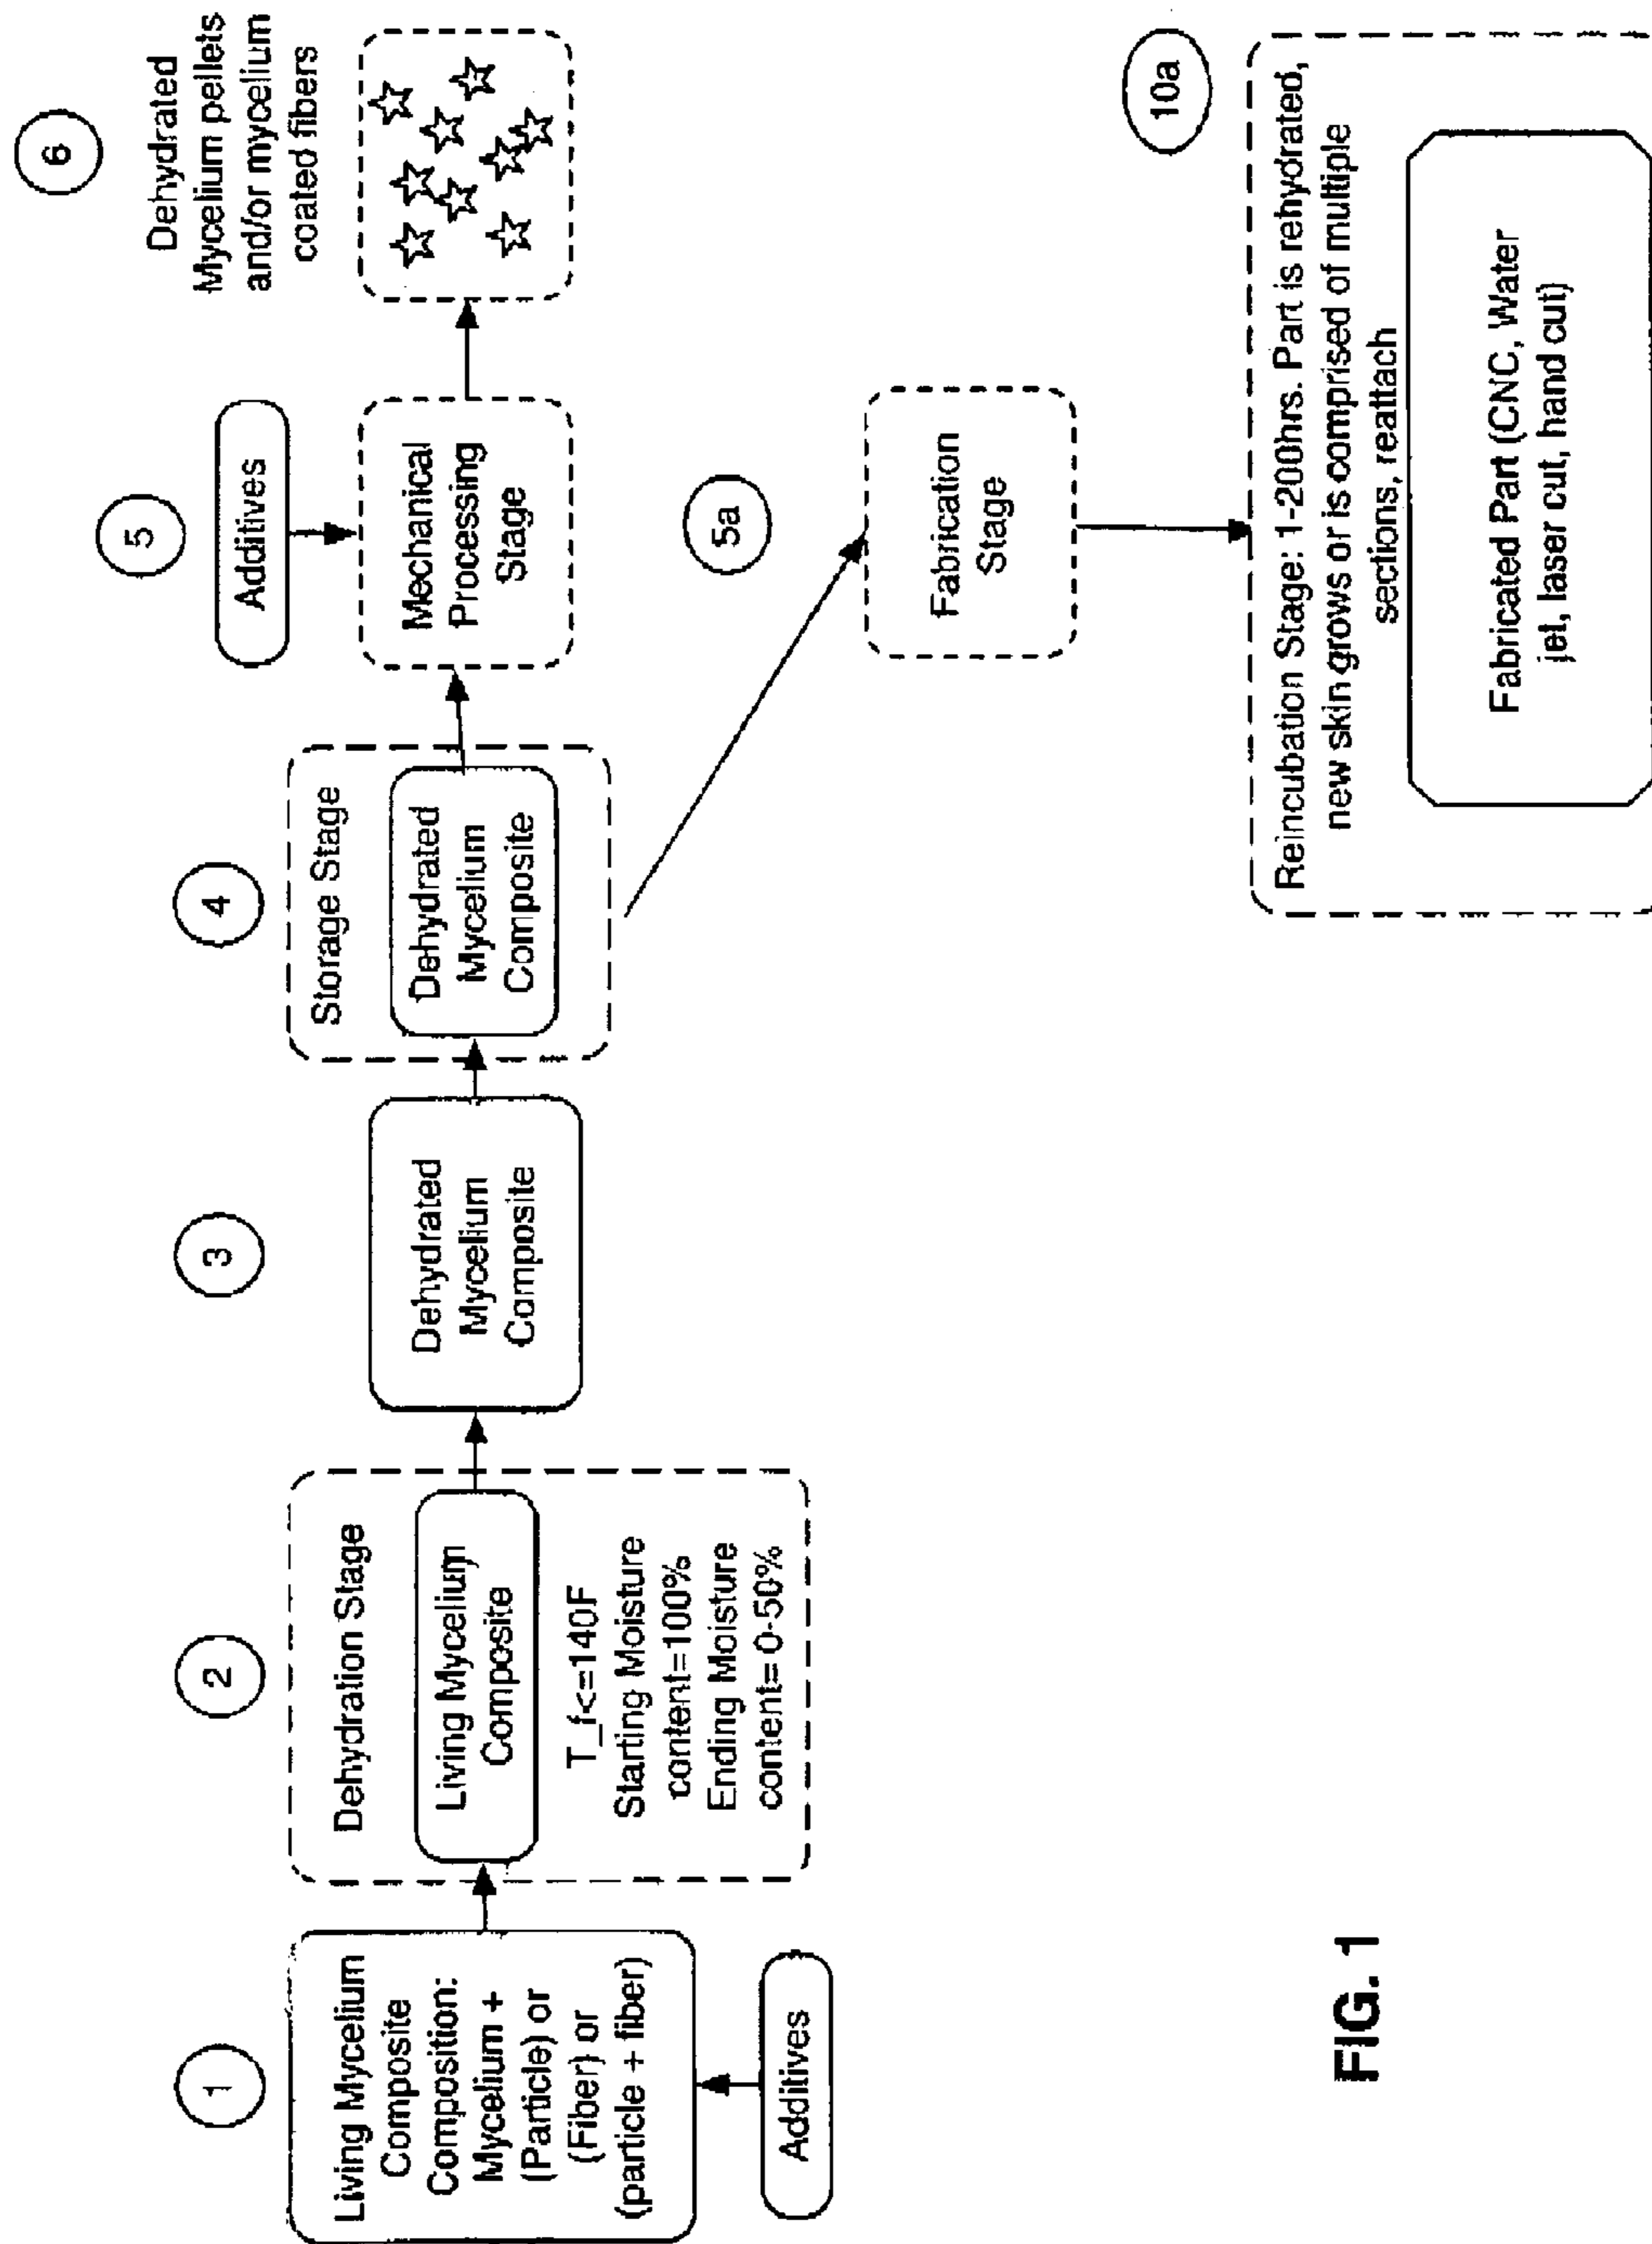 1
Living Mycelium
Composite
Composition:
Mycelium +
(Particle) or
(Fiber) or
(particle + fiber)
Additives
2
Dehydration Stage
Living Mycelium
Composite
T_f<=140F
Starting Moisture
content=100%
Ending Moisture
content=0-50%
3
Dehydrated
Mycelium
Composite
4
Storage Stage
Dehydrated
Mycelium
Composite
5
Additives
Mechanical
Processing
Stage
6
Dehydrated
Mycelium pellets
and/or mycelium
coated fibers
5a
Fabrication
Stage
10a
Reincubation Stage: 1-200hrs. Part is rehydrated,
new skin grows or is comprised of multiple
sections, reattach
Fabricated Part (CNC, Water
jet, laser cut, hand cut)
FIG. 1